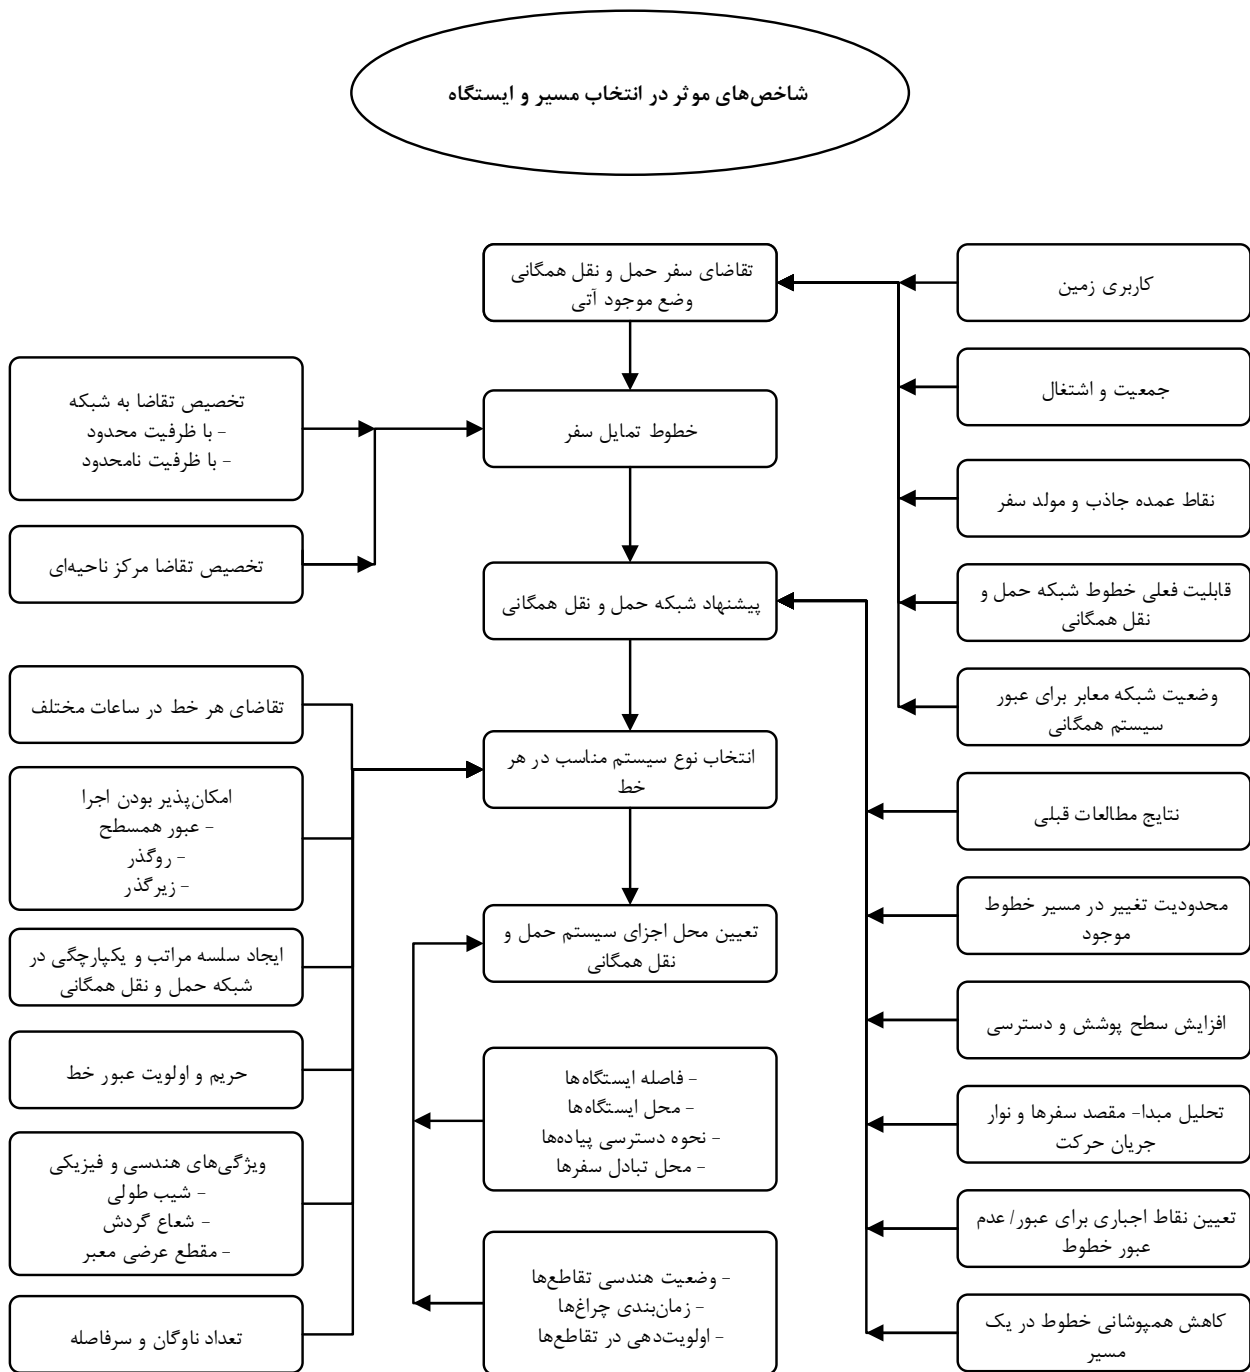 شاخص‌های موثر در انتخاب مسیر و ایستگاه
کاربری زمین
جمعیت و اشتغال
نقاط عمده جاذب و مولد سفر
قابلیت فعلی خطوط شبکه حمل و
نقل همگانی
وضعیت شبکه معابر برای عبور
سیستم همگانی
نتایج مطالعات قبلی
محدودیت تغییر در مسیر خطوط
موجود
افزایش سطح پوشش و دسترسی
تحلیل مبدا- مقصد سفرها و نوار
جریان حرکت
تعیین نقاط اجباری برای عبور/ عدم
عبور خطوط
کاهش همپوشانی خطوط در یک
مسیر
تقاضای سفر حمل و نقل همگانی
وضع موجود آتی
خطوط تمایل سفر
پیشنهاد شبکه حمل و نقل همگانی
انتخاب نوع سیستم مناسب در هر
خط
تعیین محل اجزای سیستم حمل و
نقل همگانی
- فاصله ایستگاه‌ها
- محل ایستگاه‌ها
- نحوه دسترسی پیاده‌ها
- محل تبادل سفرها
- وضعیت هندسی تقاطع‌ها
- زمان‌بندی چراغ‌ها
- اولویت‌دهی در تقاطع‌ها
تخصیص تقاضا به شبکه
- با ظرفیت محدود
- با ظرفیت نامحدود
تخصیص تقاضا مرکز ناحیه‌ای
تقاضای هر خط در ساعات مختلف
امکان‌پذیر بودن اجرا
- عبور همسطح
- روگذر
- زیرگذر
ایجاد سلسه مراتب و یکپارچگی در
شبکه حمل و نقل همگانی
حریم و اولویت عبور خط
ویژگی‌های هندسی و فیزیکی
- شیب طولی
- شعاع گردش
- مقطع عرضی معبر
تعداد ناوگان و سرفاصله